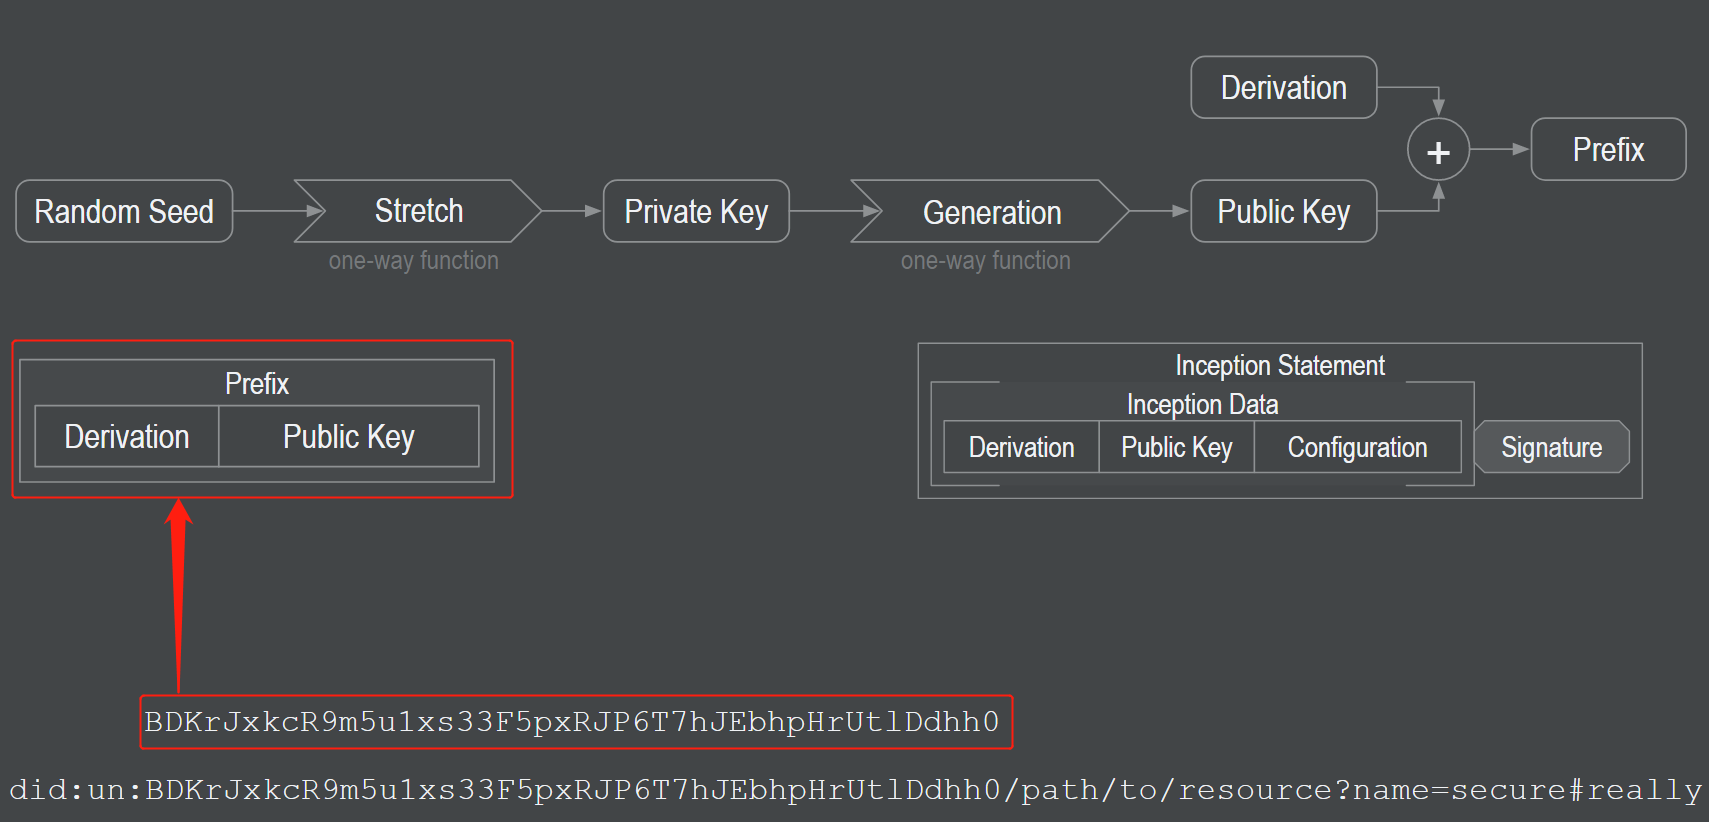 Derivation
+
Prefix
Random Seed
Stretch
Private Key
Generation
Public Key
one-way function
one-way function
Prefix
Derivation
Public Key
Inception Statement
Inception Data
Derivation
Public Key
Configuration
Signature
BDKrJxkcR9m5u1xs33F5pxRJP6T7hJEbhpHrUtlDdhh0
did:un:BDKrJxkcR9m5u1xs33F5pxRJP6T7hJEbhpHrUtlDdhh0/path/to/resource?name=secure#really